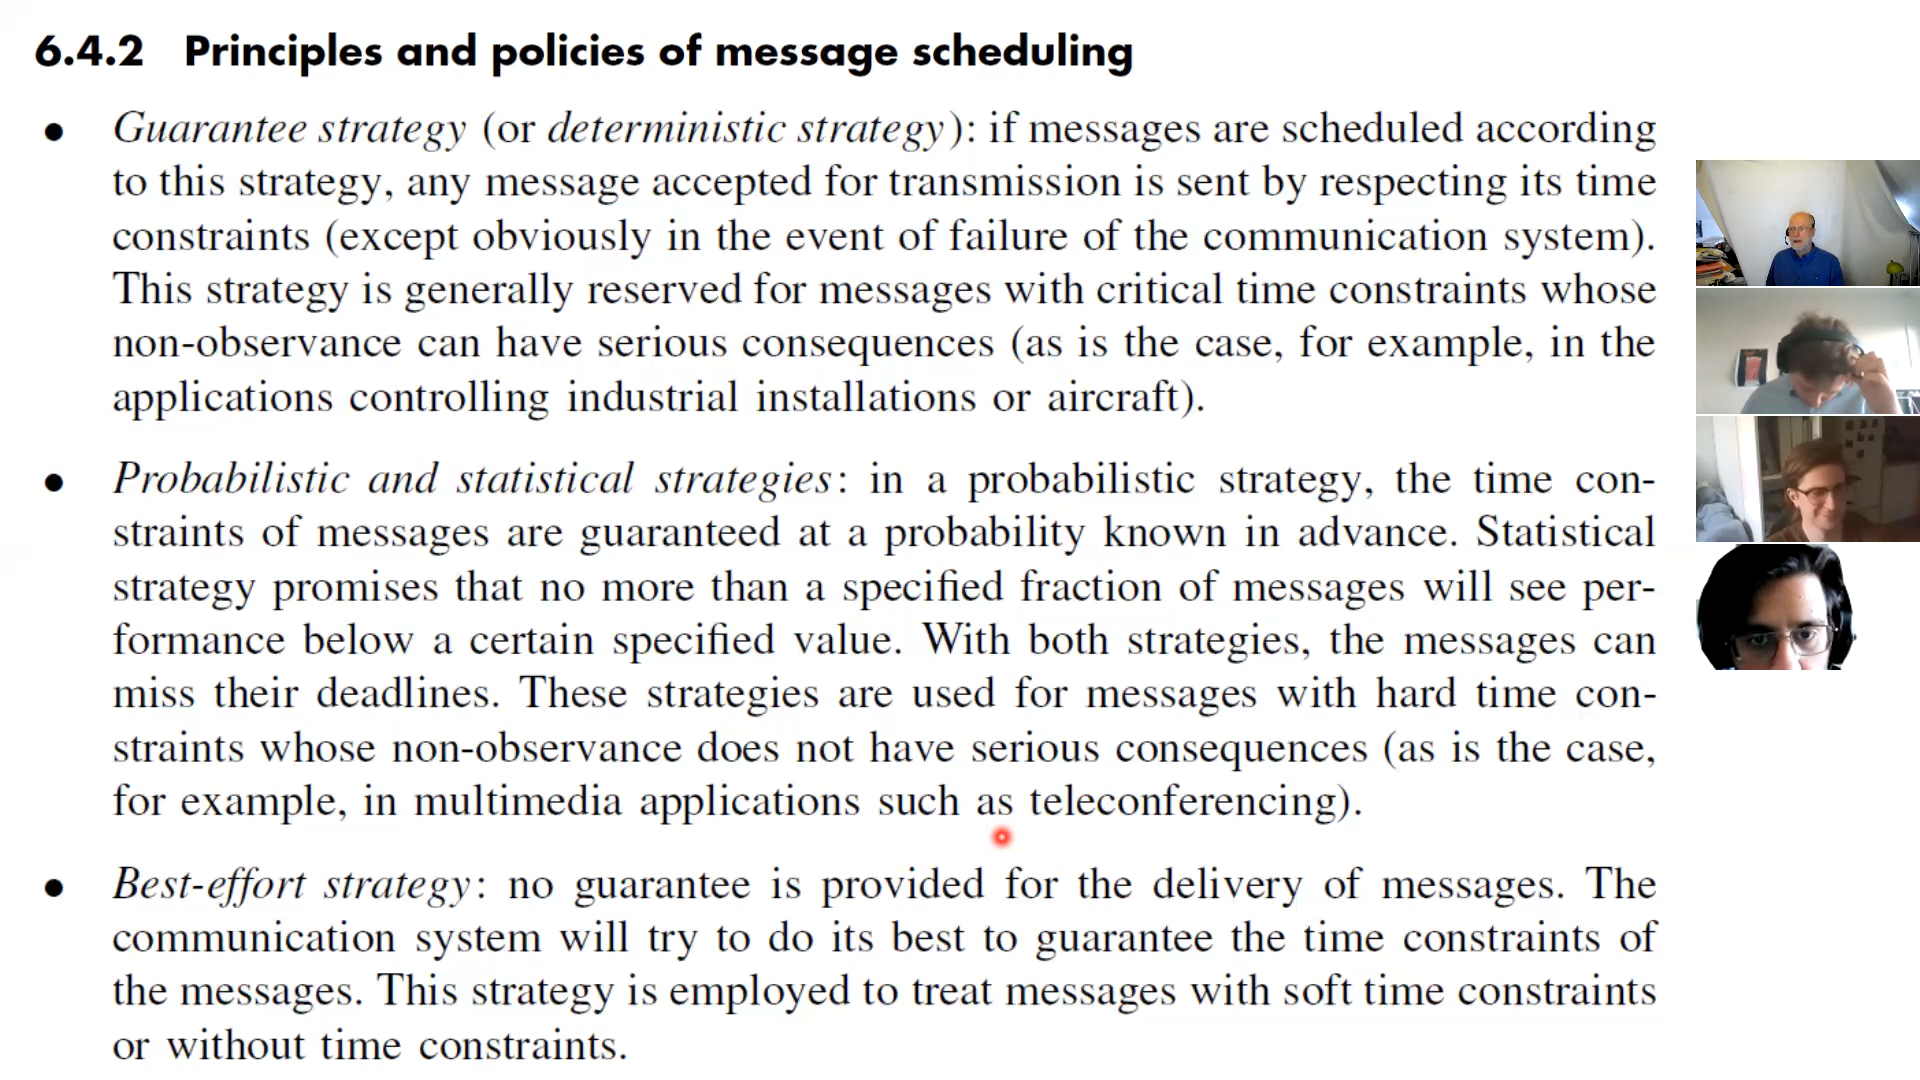 6.4.2 Principles and policies of message scheduling
• Guarantee strategy (or deterministic strategy): if messages are scheduled according
to this strategy, any message accepted for transmission is sent by respecting its time
constraints (except obviously in the event of failure of the communication system).
This strategy is generally reserved for messages with critical time constraints whose
non-observance can have serious consequences (as is the case, for example, in the
applications controlling industrial installations or aircraft).
• Probabilistic and statistical strategies: in a probabilistic strategy, the time con-
straints of messages are guaranteed at a probability known in advance. Statistical
strategy promises that no more than a specified fraction of messages will see per-
formance below a certain specified value. With both strategies, the messages can
miss their deadlines. These strategies are used for messages with hard time con-
straints whose non-observance does not have serious consequences (as is the case,
for example, in multimedia applications such as teleconferencing).
• Best-effort strategy: no guarantee is provided for the delivery of messages. The
communication system will try to do its best to guarantee the time constraints of
the messages. This strategy is employed to treat messages with soft time constraints
or without time constraints.